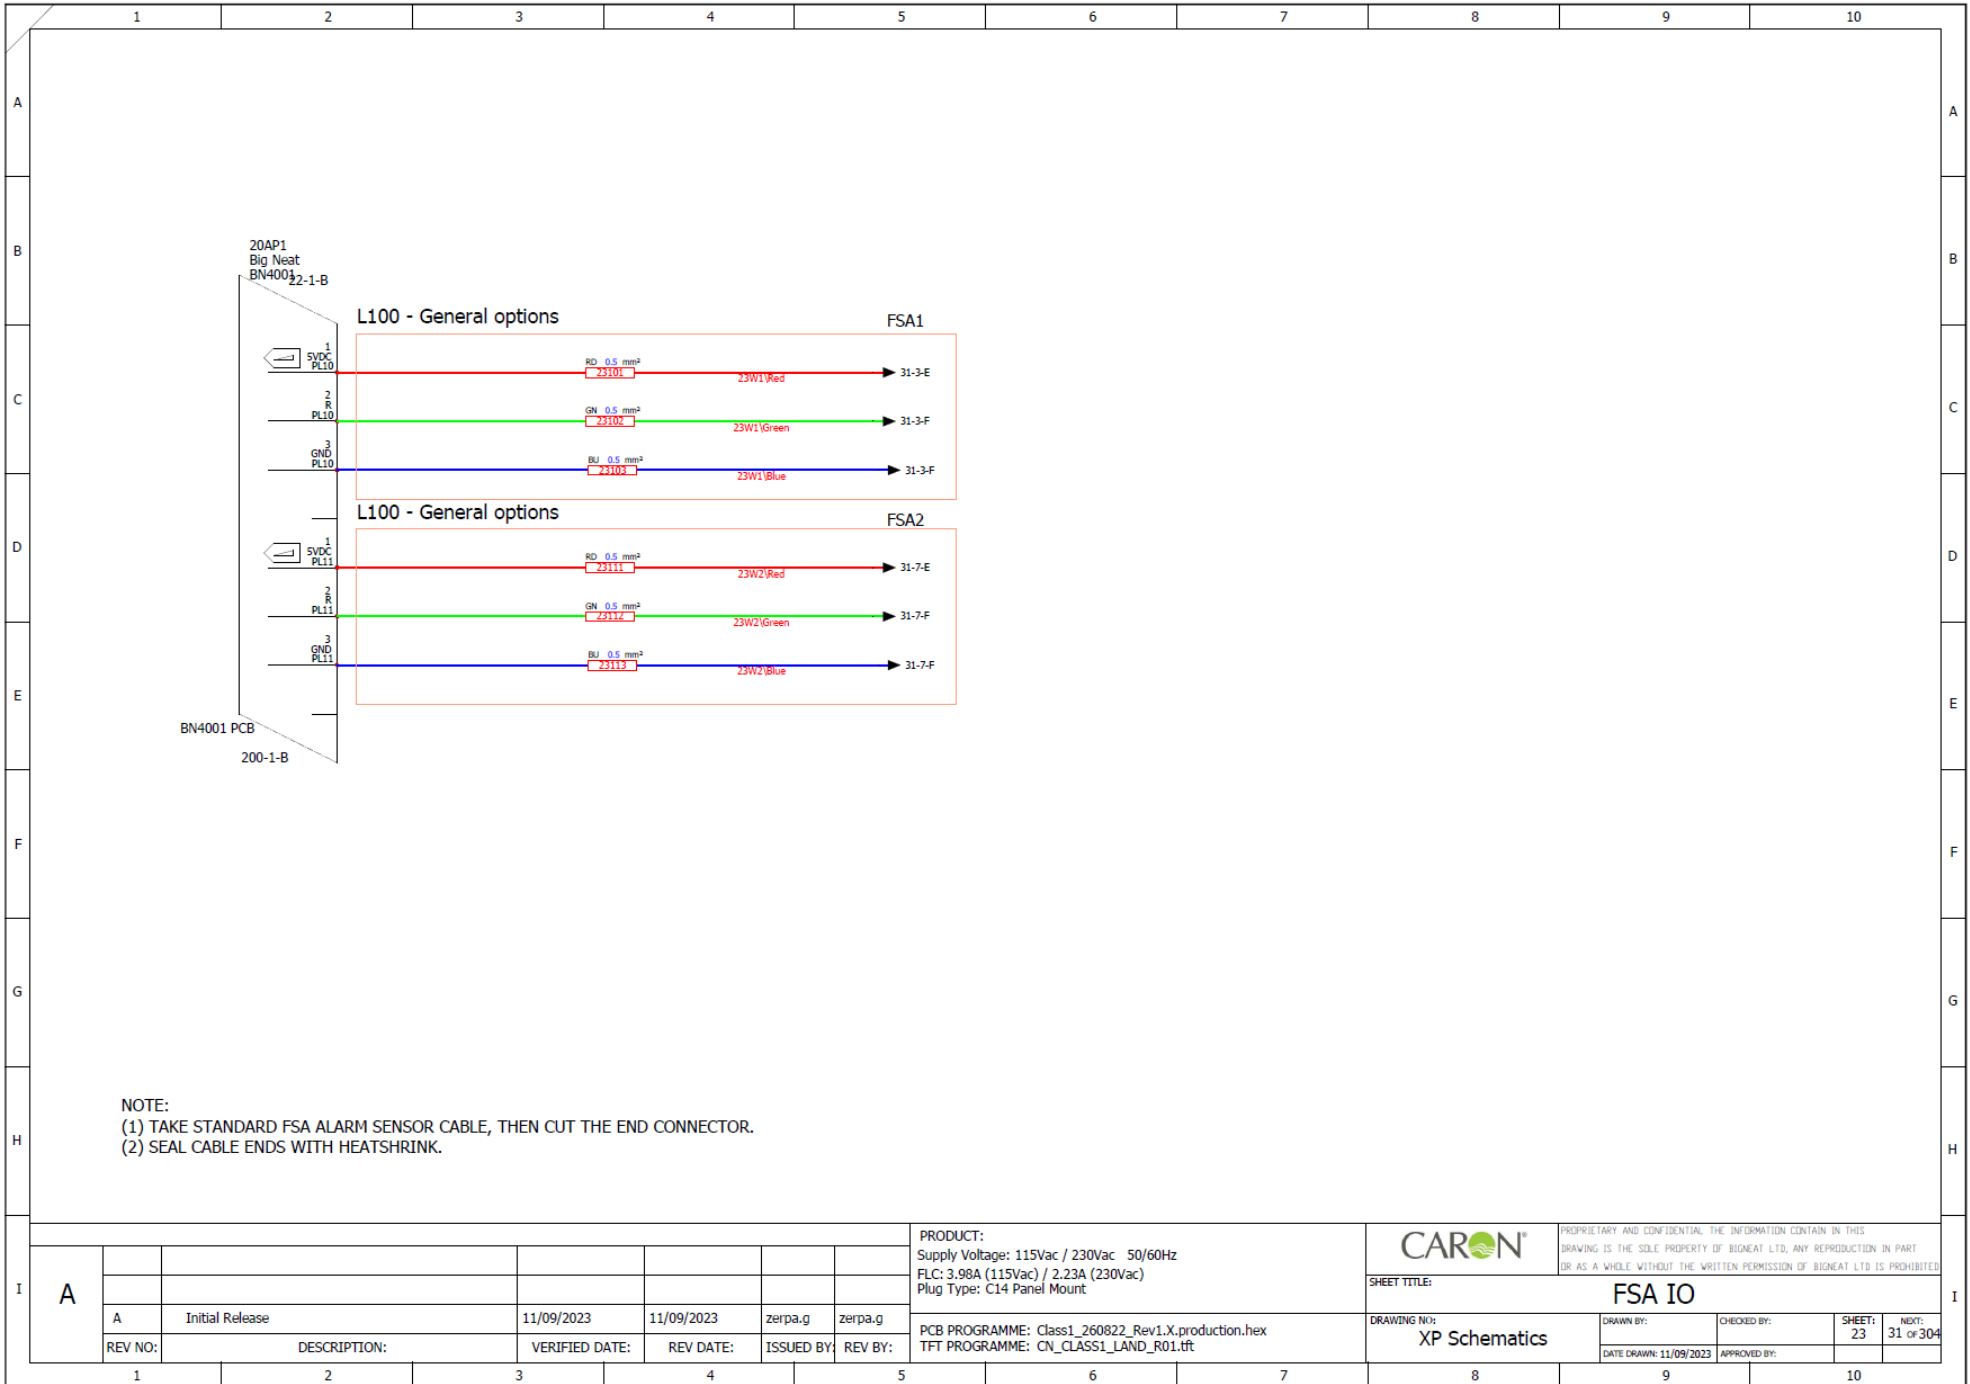 1 2 3 4 5 6 7 8 9 10
A A
B B
C C
D D
E E
F F
G G
H H
I I
20AP1
Big Neat
BN4001
22-1-B
L100 - General options
FSA1
1
5VDC
PL10
RD 0.5 mm²
23101
23W1\Red
31-3-E
2
R
PL10
GN 0.5 mm²
23102
23W1\Green
31-3-F
3
GND
PL10
BU 0.5 mm²
23103
23W1\Blue
31-3-F
L100 - General options
FSA2
1
5VDC
PL11
RD 0.5 mm²
23111
23W2\Red
31-7-E
2
R
PL11
GN 0.5 mm²
23112
23W2\Green
31-7-F
3
GND
PL11
BU 0.5 mm²
23113
23W2\Blue
31-7-F
BN4001 PCB
200-1-B
NOTE:
(1) TAKE STANDARD FSA ALARM SENSOR CABLE, THEN CUT THE END CONNECTOR.
(2) SEAL CABLE ENDS WITH HEATSHRINK.
A
A Initial Release 11/09/2023 11/09/2023 zerpa.g zerpa.g
REV NO: DESCRIPTION: VERIFIED DATE: REV DATE: ISSUED BY: REV BY:
PRODUCT:
Supply Voltage: 115Vac / 230Vac 50/60Hz
FLC: 3.98A (115Vac) / 2.23A (230Vac)
Plug Type: C14 Panel Mount
PCB PROGRAMME: Class1_260822_Rev1.X.production.hex
TFT PROGRAMME: CN_CLASS1_LAND_R01.tft
CARON®
PROPRIETARY AND CONFIDENTIAL THE INFORMATION CONTAIN IN THIS
DRAWING IS THE SOLE PROPERTY OF BIGNEAT LTD, ANY REPRODUCTION IN PART
OR AS A WHOLE WITHOUT THE WRITTEN PERMISSION OF BIGNEAT LTD IS PROHIBITED
SHEET TITLE:
FSA IO
DRAWING NO:
XP Schematics
DRAWN BY:
CHECKED BY:
SHEET:
23
NEXT:
31 OF 304
DATE DRAWN: 11/09/2023
APPROVED BY:
1 2 3 4 5 6 7 8 9 10